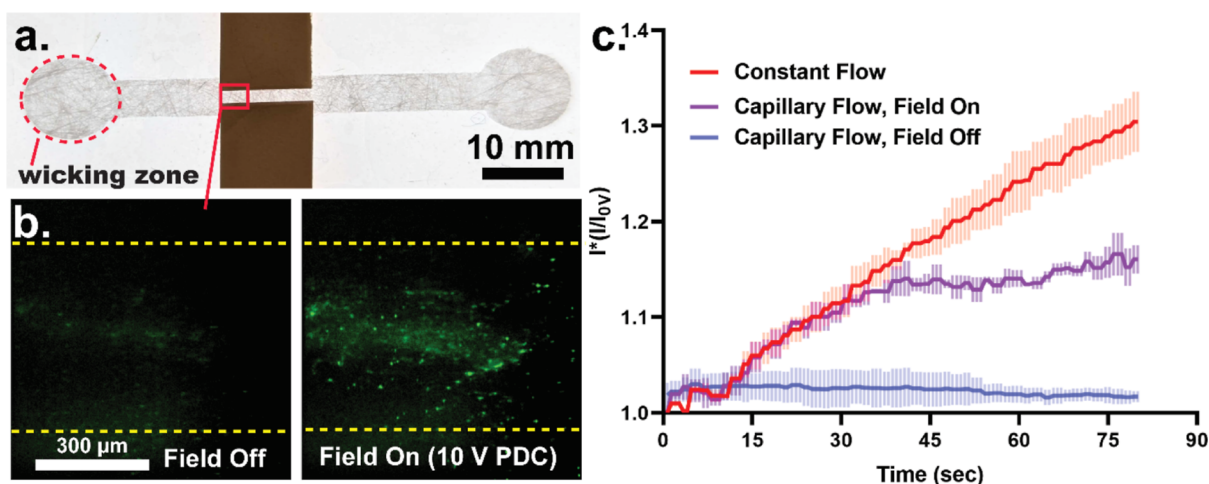 a.
10 mm
wicking zone
b.
300 µm
Field Off
Field On (10 V PDC)
c.
Constant Flow
Capillary Flow, Field On
Capillary Flow, Field Off
I*(I/I0V)
1.4
1.3
1.2
1.1
1.0
0 15 30 45 60 75 90
Time (sec)